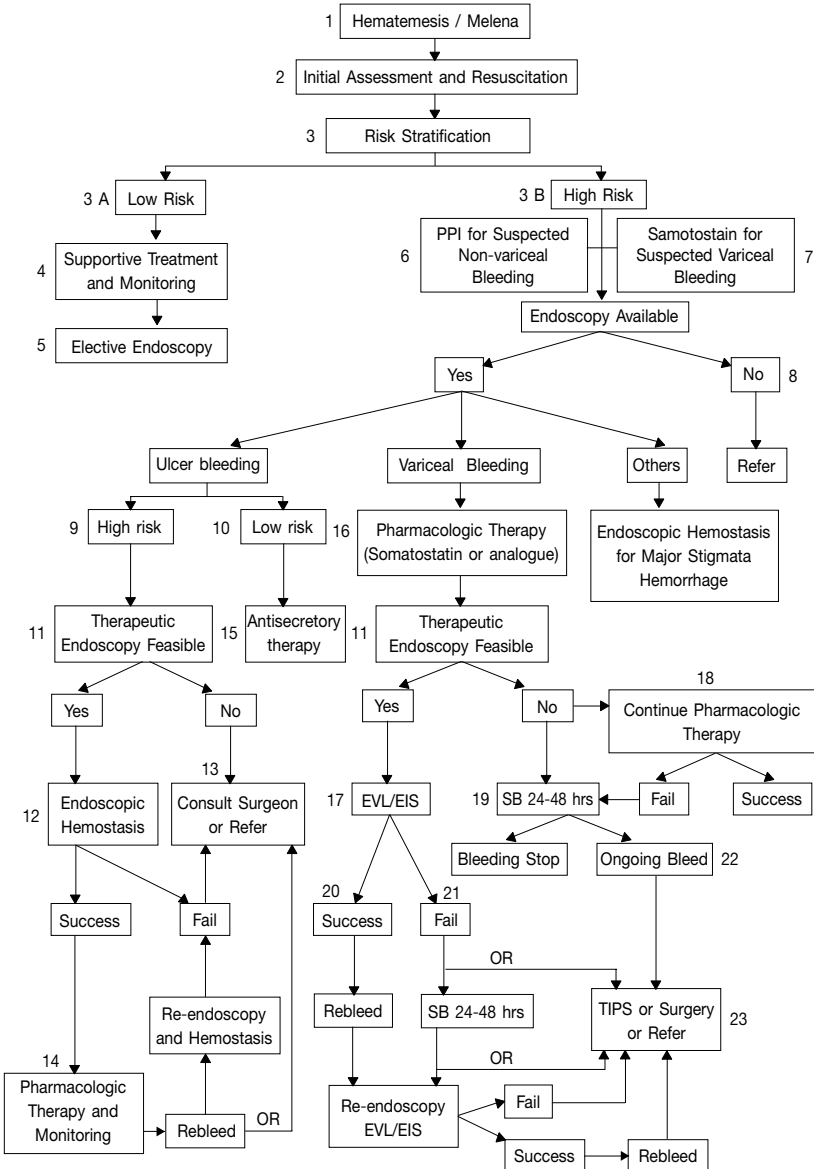 1 Hematemesis / Melena
2 Initial Assessment and Resuscitation
3 Risk Stratification
3 A Low Risk
3 B High Risk
4 Supportive Treatment
and Monitoring
5 Elective Endoscopy
6 PPI for Suspected
Non-variceal
Bleeding
Samotostain for
Suspected Variceal
Bleeding
7
Endoscopy Available
Yes
No 8
Refer
Ulcer bleeding
Variceal Bleeding
Others
9 High risk
10 Low risk
16 Pharmacologic Therapy
(Somatostatin or analogue)
Endoscopic Hemostasis
for Major Stigmata
Hemorrhage
11 Therapeutic
Endoscopy Feasible
15 Antisecretory
therapy
11 Therapeutic
Endoscopy Feasible
Yes
No
Yes
No
18
Continue Pharmacologic
Therapy
12 Endoscopic
Hemostasis
13
Consult Surgeon
or Refer
17 EVL/EIS
19 SB 24-48 hrs
Fail
Success
Bleeding Stop
Ongoing Bleed 22
Success
Fail
20
Success
21
Fail
OR
Re-endoscopy
and Hemostasis
Rebleed
SB 24-48 hrs
TIPS or Surgery
or Refer
23
OR
14
Pharmacologic
Therapy and
Monitoring
Rebleed
OR
Re-endoscopy
EVL/EIS
Fail
Success
Rebleed